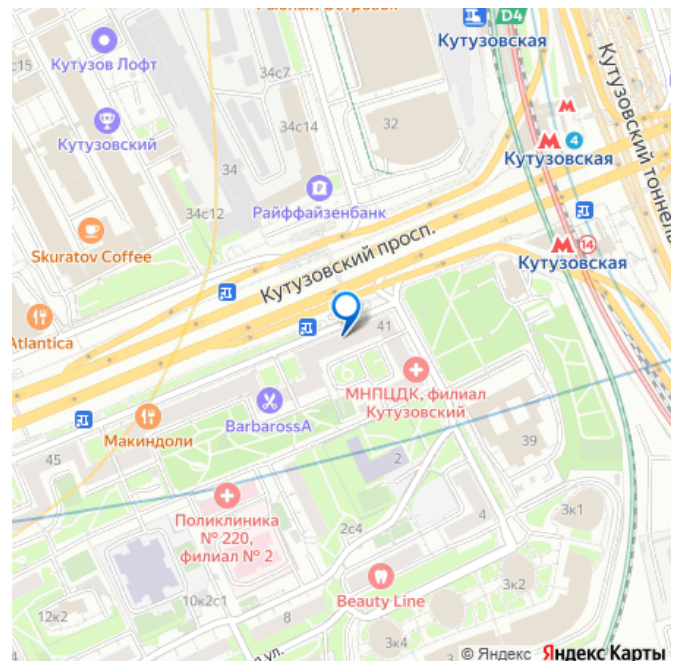 Кутузовская
D4
Кутузов Лофт
34с7
Кутузовский
34с14
32
34
Кутузовская
4
Кутузовский тоннель
34с12
Райффайзенбанк
Skuratov Coffee
Кутузовский просп.
14
Кутузовская
Atlantica
41
МНПЦДК, филиал
Кутузовский
BarbarossA
Макиндоли
45
39
2
Поликлиника
№ 220,
филиал № 2
2с4
4
3к1
10к2с1
Beauty Line
3к2
12к2
8
3к4
ул.
© Яндекс Яндекс Карты